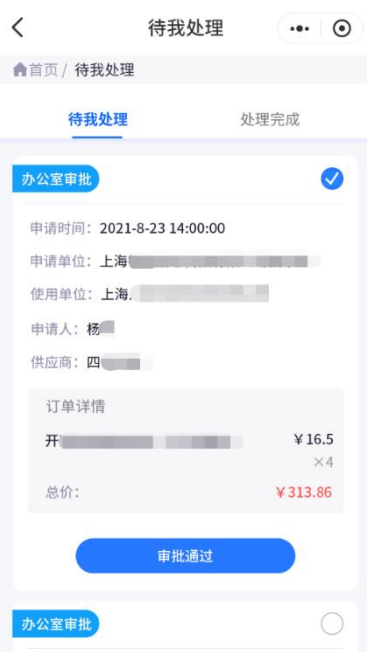 待我处理
首页 / 待我处理
待我处理 处理完成
办公室审批
申请时间：2021-8-23 14:00:00
申请单位：上海
使用单位：上海
申请人：杨
供应商：四
订单详情
开 ￥16.5
×4
总价： ￥313.86
审批通过
办公室审批